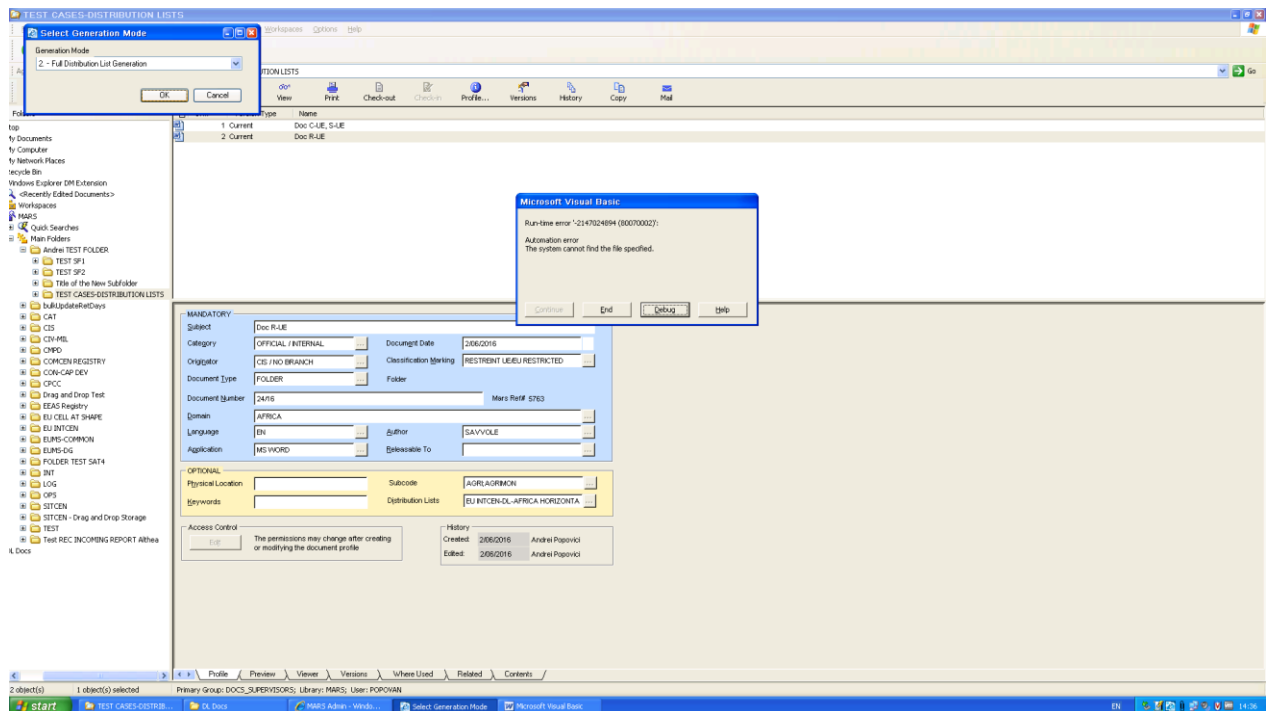 TEST CASES-DISTRIBUTION LISTS
Select Generation Mode
Workspaces Options Help
Generation Mode
2. - Full Distribution List Generation
OK Cancel
UTION LISTS
Go
View Print Check-out Check-in Profile... Versions History Copy Mail
Type Name
1 Current Doc C-UE, S-UE
2 Current Doc R-UE
top
My Documents
My Computer
My Network Places
Recycle Bin
Windows Explorer DM Extension
<Recently Edited Documents>
Workspaces
MARS
Quick Searches
Main Folders
Andrei TEST FOLDER
TEST SF1
TEST SF2
Title of the New Subfolder
TEST CASES-DISTRIBUTION LISTS
bulkUpdateRetDays
CAT
CIS
CIV-MIL
CMPD
COMCEN REGISTRY
CON-CAP DEV
CPCC
Drag and Drop Test
EEAS Registry
EU CELL AT SHAPE
EU INTCEN
EUMS-COMMON
EUMS-DG
FOLDER TEST SAT4
INT
LOG
OPS
SITCEN
SITCEN - Drag and Drop Storage
TEST
Test REC INCOMING REPORT Althea
DL Docs
Microsoft Visual Basic
Run-time error '-2147024894 (80070002)':
Automation error
The system cannot find the file specified.
Continue End Debug Help
MANDATORY
Subject Doc R-UE
Category OFFICIAL / INTERNAL ... Document Date 2/06/2016
Originator CIS / NO BRANCH ... Classification Marking RESTREINT UE/EU RESTRICTED ...
Document Type FOLDER ... Folder
Document Number 24/16 Mars Ref# 5763
Domain AFRICA ...
Language EN ... Author SAVVOLE ...
Application MS WORD ... Releasable To ...
OPTIONAL
Physical Location Subcode AGRI;AGRIMON ...
Keywords Distribution Lists EU INTCEN-DL-AFRICA HORIZONTA ...
Access Control
Edit The permissions may change after creating
or modifying the document profile
History
Created: 2/06/2016 Andrei Popovici
Edited: 2/06/2016 Andrei Popovici
Profile Preview Viewer Versions Where Used Related Contents
2 object(s) 1 object(s) selected Primary Group: DOCS_SUPERVISORS; Library: MARS; User: POPOVAN
start TEST CASES-DISTRIB... DL Docs MARS Admin - Windo... Select Generation Mode Microsoft Visual Basic EN 14:36